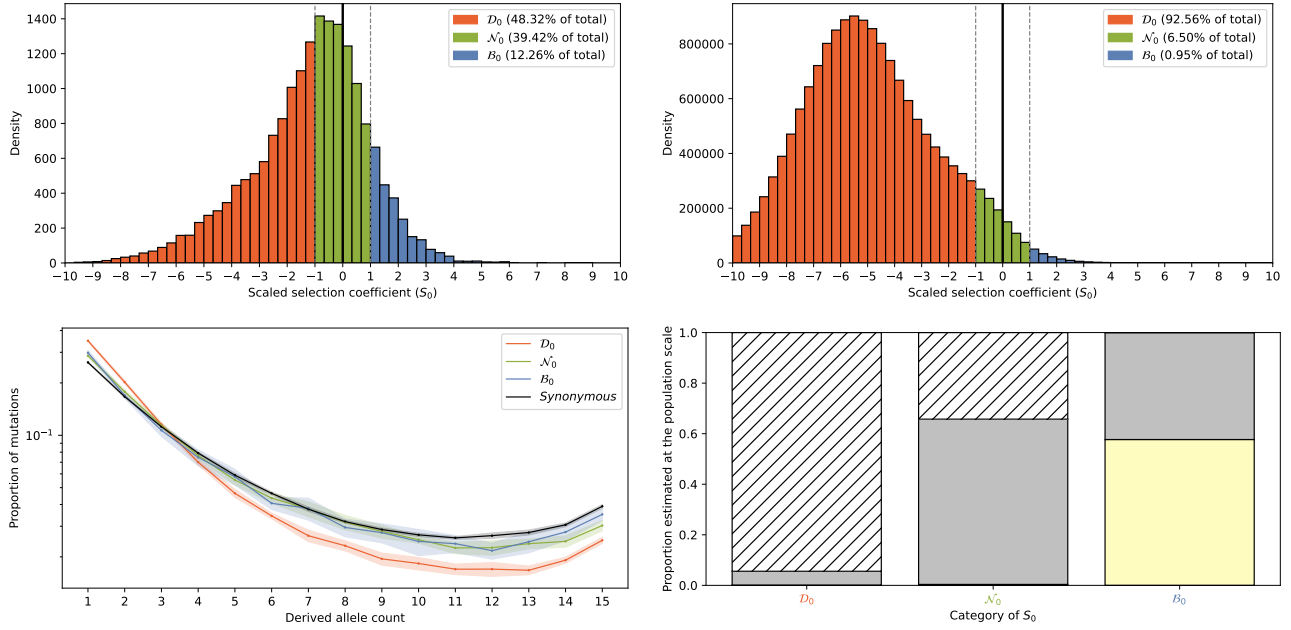 1400
1200
1000
800
600
400
200
0
Density
−10 −9 −8 −7 −6 −5 −4 −3 −2 −1 0 1 2 3 4 5 6 7 8 9 10
Scaled selection coefficient (S₀)
𝒟₀ (48.32% of total)
𝒩₀ (39.42% of total)
ℬ₀ (12.26% of total)
800000
600000
400000
200000
0
Density
−10 −9 −8 −7 −6 −5 −4 −3 −2 −1 0 1 2 3 4 5 6 7 8 9 10
Scaled selection coefficient (S₀)
𝒟₀ (92.56% of total)
𝒩₀ (6.50% of total)
ℬ₀ (0.95% of total)
10⁻¹
Proportion of mutations
1 2 3 4 5 6 7 8 9 10 11 12 13 14 15
Derived allele count
𝒟₀
𝒩₀
ℬ₀
Synonymous
1.0
0.8
0.6
0.4
0.2
0.0
Proportion estimated at the population scale
𝒟₀ 𝒩₀ ℬ₀
Category of S₀